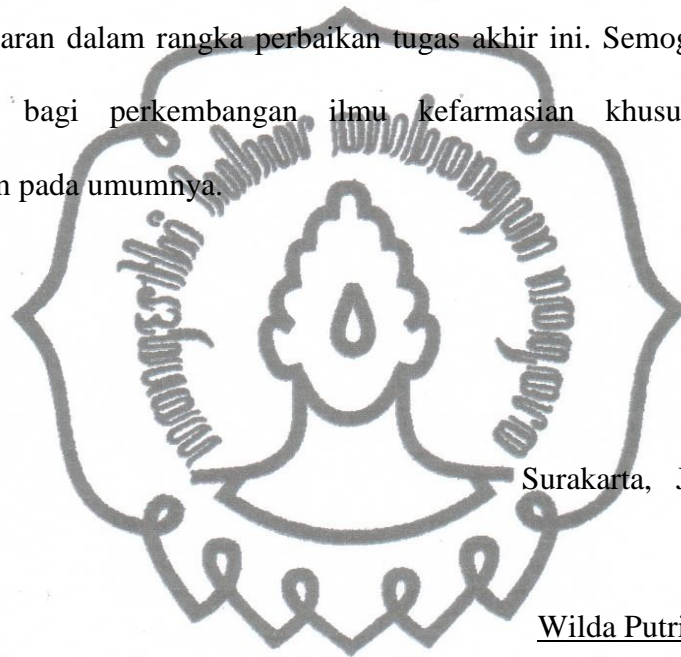 aran dalam rangka perbaikan tugas akhir ini. Semog
bagi perkembangan ilmu kefarmasian khusu
n pada umumnya.
Surakarta, J
Wilda Putri